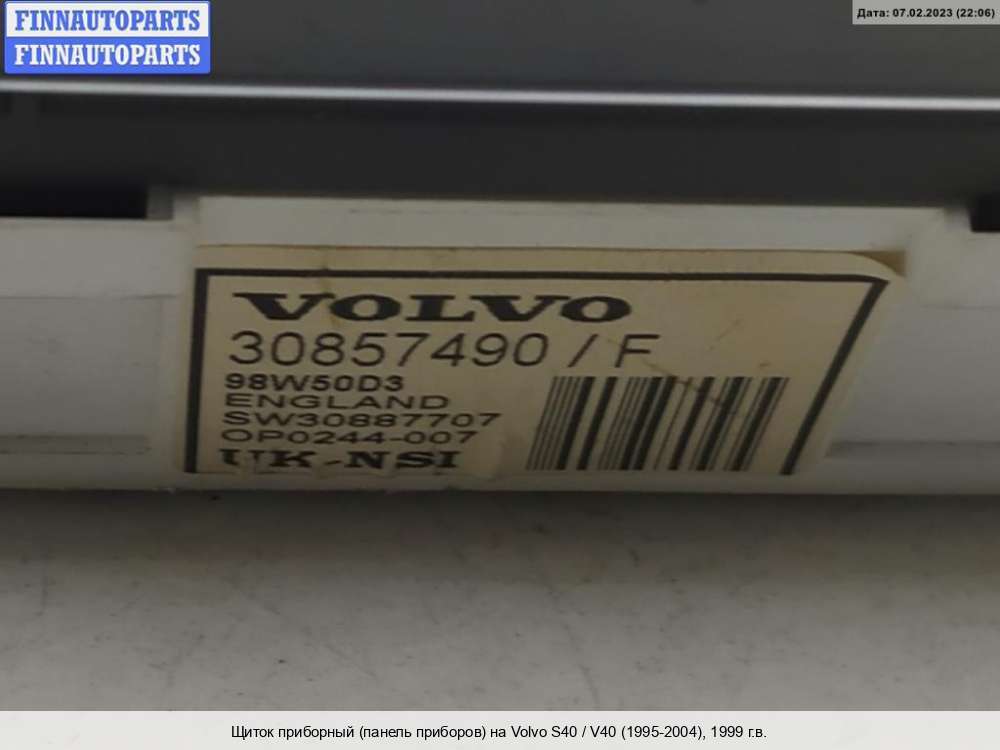 FINNAUTOPARTS
FINNAUTOPARTS
Дата: 07.02.2023 (22:06)
VOLVO
30857490 / F
98W50D3
ENGLAND
SW30887707
OP0244-007
UK-NSI
Щиток приборный (панель приборов) на Volvo S40 / V40 (1995-2004), 1999 г.в.